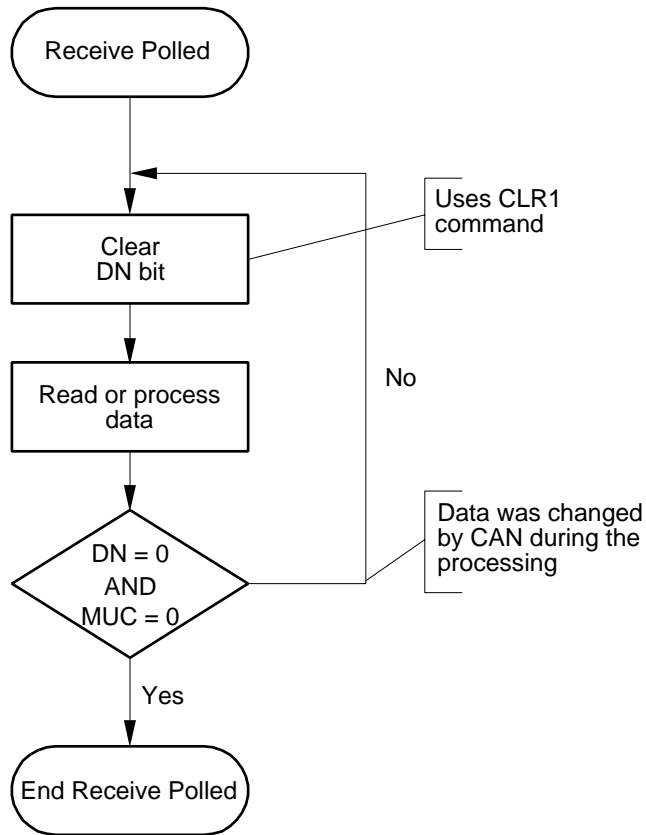 Receive Polled
Uses CLR1
command
Clear
DN bit
Read or process
data
No
Data was changed
by CAN during the
processing
DN = 0
AND
MUC = 0
Yes
End Receive Polled